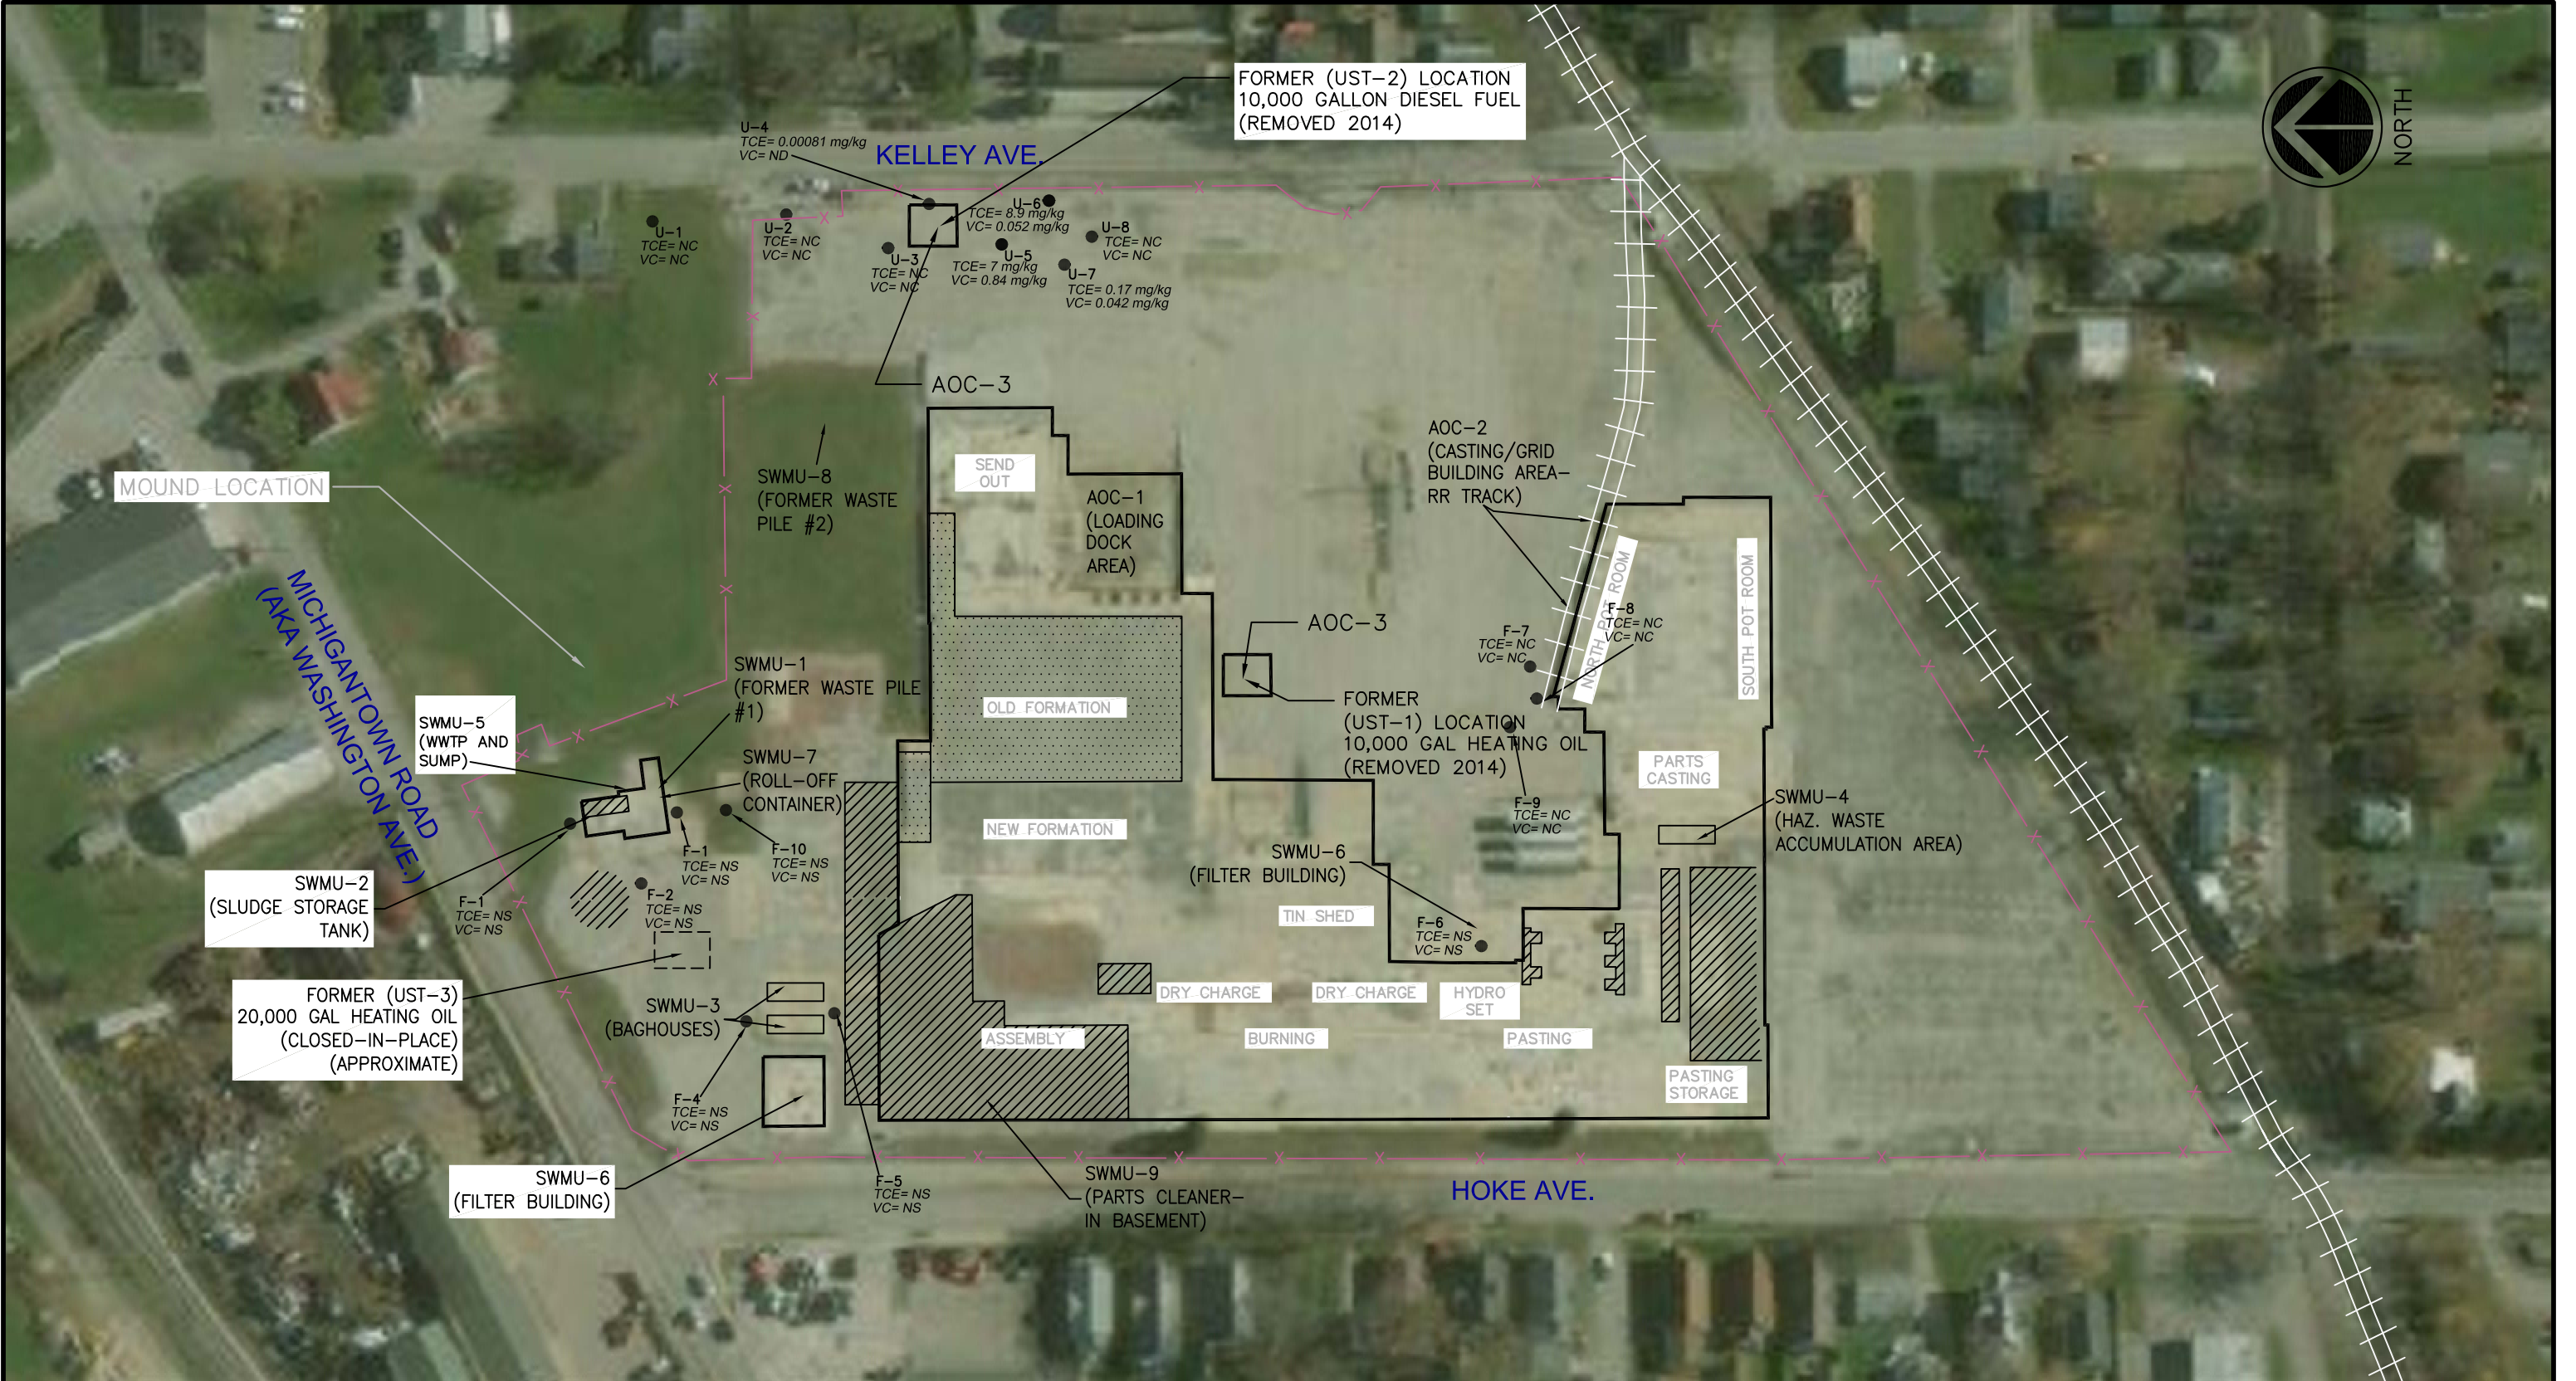 FORMER (UST-2) LOCATION
10,000 GALLON DIESEL FUEL
(REMOVED 2014)
NORTH
U-4
TCE= 0.00081 mg/kg
VC= ND
KELLEY AVE.
U-1
TCE= NC
VC= NC
U-2
TCE= NC
VC= NC
U-3
TCE= NC
VC= NC
U-6
TCE= 8.9 mg/kg
VC= 0.052 mg/kg
U-5
TCE= 7 mg/kg
VC= 0.84 mg/kg
U-8
TCE= NC
VC= NC
U-7
TCE= 0.17 mg/kg
VC= 0.042 mg/kg
AOC-3
MOUND LOCATION
SWMU-8
(FORMER WASTE
PILE #2)
SEND
OUT
AOC-1
(LOADING
DOCK
AREA)
AOC-2
(CASTING/GRID
BUILDING AREA-
RR TRACK)
NORTH POT ROOM
SOUTH POT ROOM
F-8
TCE= NC
VC= NC
F-7
TCE= NC
VC= NC
AOC-3
FORMER
(UST-1) LOCATION
10,000 GAL HEATING OIL
(REMOVED 2014)
MICHIGANTOWN ROAD
(AKA WASHINGTON AVE.)
SWMU-1
(FORMER WASTE PILE
#1)
SWMU-5
(WWTP AND
SUMP)
SWMU-7
(ROLL-OFF
CONTAINER)
OLD FORMATION
NEW FORMATION
PARTS
CASTING
F-9
TCE= NC
VC= NC
SWMU-4
(HAZ. WASTE
ACCUMULATION AREA)
F-1
TCE= NS
VC= NS
F-10
TCE= NS
VC= NS
SWMU-6
(FILTER BUILDING)
SWMU-2
(SLUDGE STORAGE
TANK)
F-1
TCE= NS
VC= NS
F-2
TCE= NS
VC= NS
TIN SHED
F-6
TCE= NS
VC= NS
FORMER (UST-3)
20,000 GAL HEATING OIL
(CLOSED-IN-PLACE)
(APPROXIMATE)
SWMU-3
(BAGHOUSES)
DRY CHARGE
DRY CHARGE
HYDRO
SET
ASSEMBLY
BURNING
PASTING
PASTING
STORAGE
F-4
TCE= NS
VC= NS
SWMU-6
(FILTER BUILDING)
F-5
TCE= NS
VC= NS
SWMU-9
(PARTS CLEANER-
IN BASEMENT)
HOKE AVE.